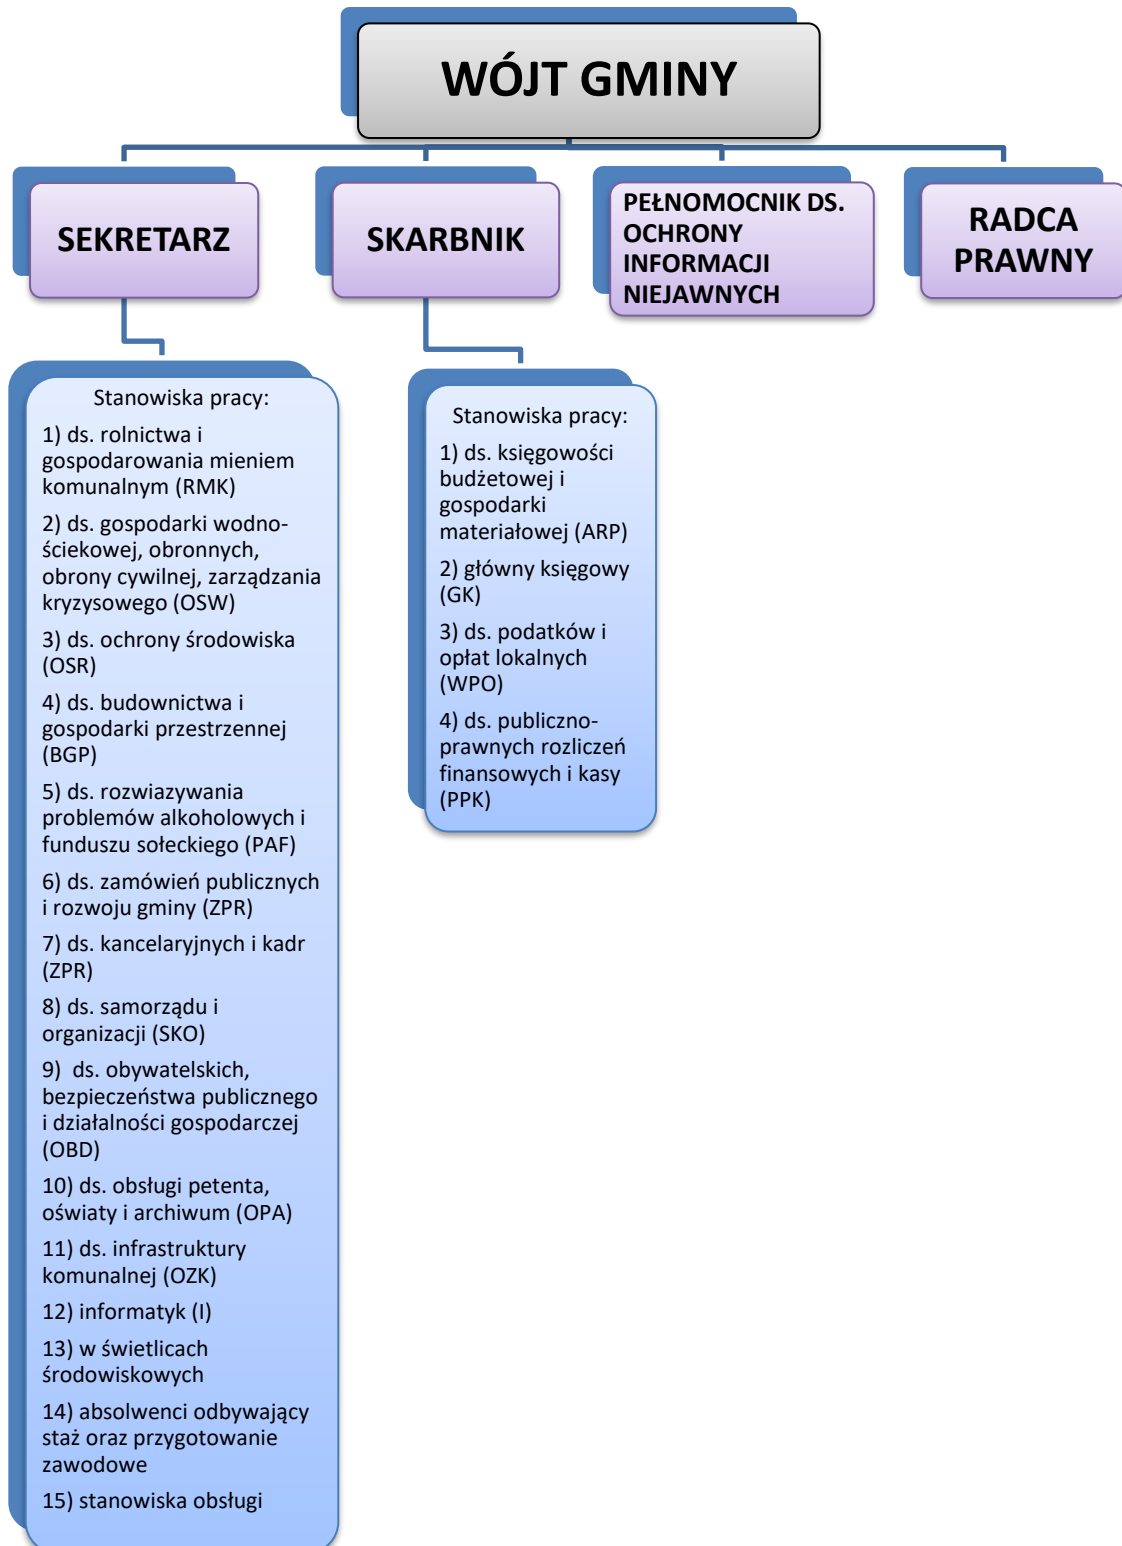 WÓJT GMINY
SEKRETARZ
SKARBNIK
PEŁNOMOCNIK DS.
OCHRONY
INFORMACJI
NIEJAWNYCH
RADCA
PRAWNY
Stanowiska pracy:
1) ds. rolnictwa i
gospodarowania mieniem
komunalnym (RMK)
2) ds. gospodarki wodno-
ściekowej, obronnych,
obrony cywilnej, zarządzania
kryzysowego (OSW)
3) ds. ochrony środowiska
(OSR)
4) ds. budownictwa i
gospodarki przestrzennej
(BGP)
5) ds. rozwiazywania
problemów alkoholowych i
funduszu sołeckiego (PAF)
6) ds. zamówień publicznych
i rozwoju gminy (ZPR)
7) ds. kancelaryjnych i kadr
(ZPR)
8) ds. samorządu i
organizacji (SKO)
9)  ds. obywatelskich,
bezpieczeństwa publicznego
i działalności gospodarczej
(OBD)
10) ds. obsługi petenta,
oświaty i archiwum (OPA)
11) ds. infrastruktury
komunalnej (OZK)
12) informatyk (I)
13) w świetlicach
środowiskowych
14) absolwenci odbywający
staż oraz przygotowanie
zawodowe
15) stanowiska obsługi
Stanowiska pracy:
1) ds. księgowości
budżetowej i
gospodarki
materiałowej (ARP)
2) główny księgowy
(GK)
3) ds. podatków i
opłat lokalnych
(WPO)
4) ds. publiczno-
prawnych rozliczeń
finansowych i kasy
(PPK)